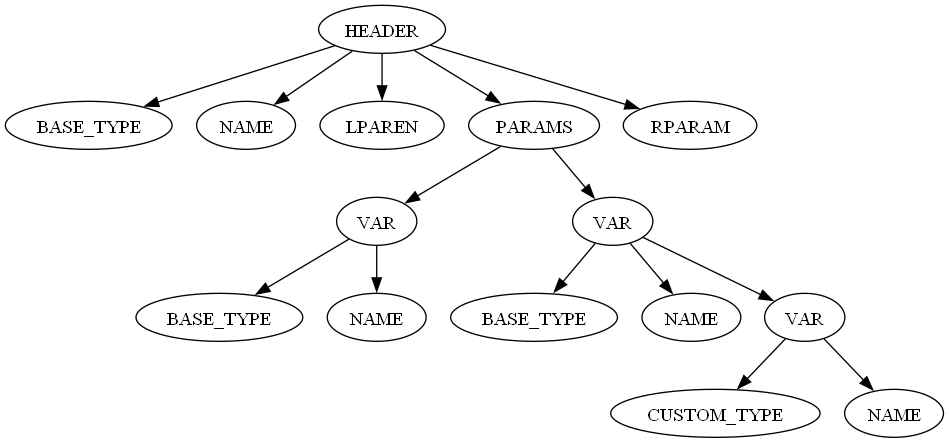 HEADER
BASE_TYPE NAME LPAREN PARAMS RPARAM
VAR VAR
BASE_TYPE NAME BASE_TYPE NAME VAR
CUSTOM_TYPE NAME